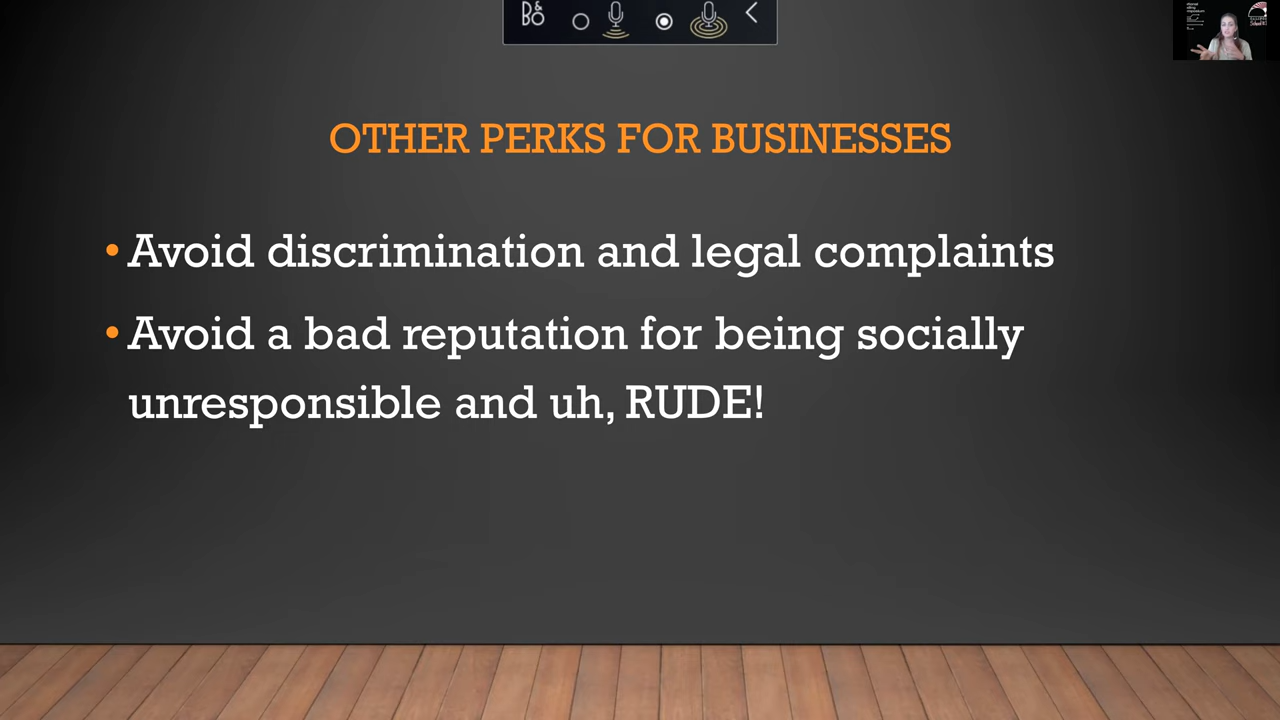 B&O
OTHER PERKS FOR BUSINESSES
• Avoid discrimination and legal complaints
• Avoid a bad reputation for being socially
unresponsible and uh, RUDE!